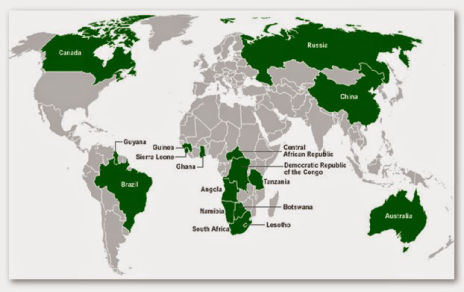 Canada
Russia
China
Guyana
Guinea
Sierra Leone
Ghana
Central
African Republic
Democratic Republic
of the Congo
Tanzania
Brazil
Angola
Botswana
Namibia
South Africa
Lesotho
Australia